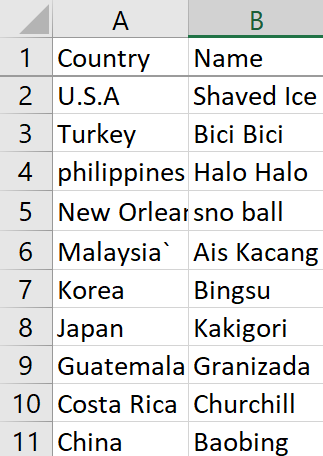 A B
1 Country Name
2 U.S.A Shaved Ice
3 Turkey Bici Bici
4 philippines Halo Halo
5 New Orlear sno ball
6 Malaysia` Ais Kacang
7 Korea Bingsu
8 Japan Kakigori
9 Guatemala Granizada
10 Costa Rica Churchill
11 China Baobing